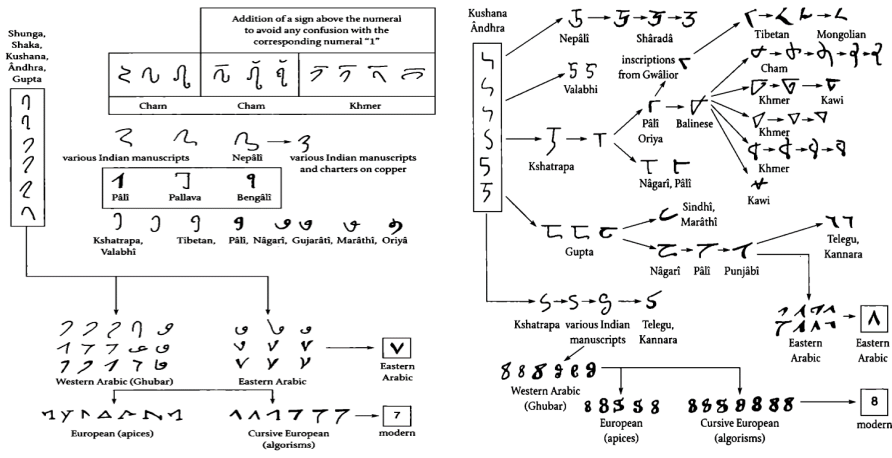 Shunga,
Shaka,
Kushana,
Ândhra,
Gupta
Addition of a sign above the numeral
to avoid any confusion with the
corresponding numeral "1"
Cham
Cham
Khmer
various Indian manuscripts
Nepâlî
various Indian manuscripts
and charters on copper
Pâlî
Pallava
Bengâlî
Kshatrapa,
Valabhî
Tibetan,
Pâlî,
Nâgarî,
Gujarâtî,
Marâthî,
Oriyâ
Western Arabic (Ghubar)
Eastern Arabic
Eastern
Arabic
European (apices)
Cursive European
(algorisms)
7
modern
Kushana
Ândhra
Nepâlî
Shâradâ
Valabhi
inscriptions
from Gwâlior
Tibetan
Mongolian
Cham
Khmer
Kawi
Khmer
Khmer
Kawi
Pâlî
Oriya
Balinese
Kshatrapa
Nâgarî, Pâlî
Gupta
Sindhî,
Marâthî
Nâgarî
Pâlî
Punjâbî
Telegu,
Kannara
Eastern
Arabic
Eastern
Arabic
Kshatrapa
various Indian
manuscripts
Telegu,
Kannara
Western Arabic
(Ghubar)
European
(apices)
Cursive European
(algorisms)
8
modern